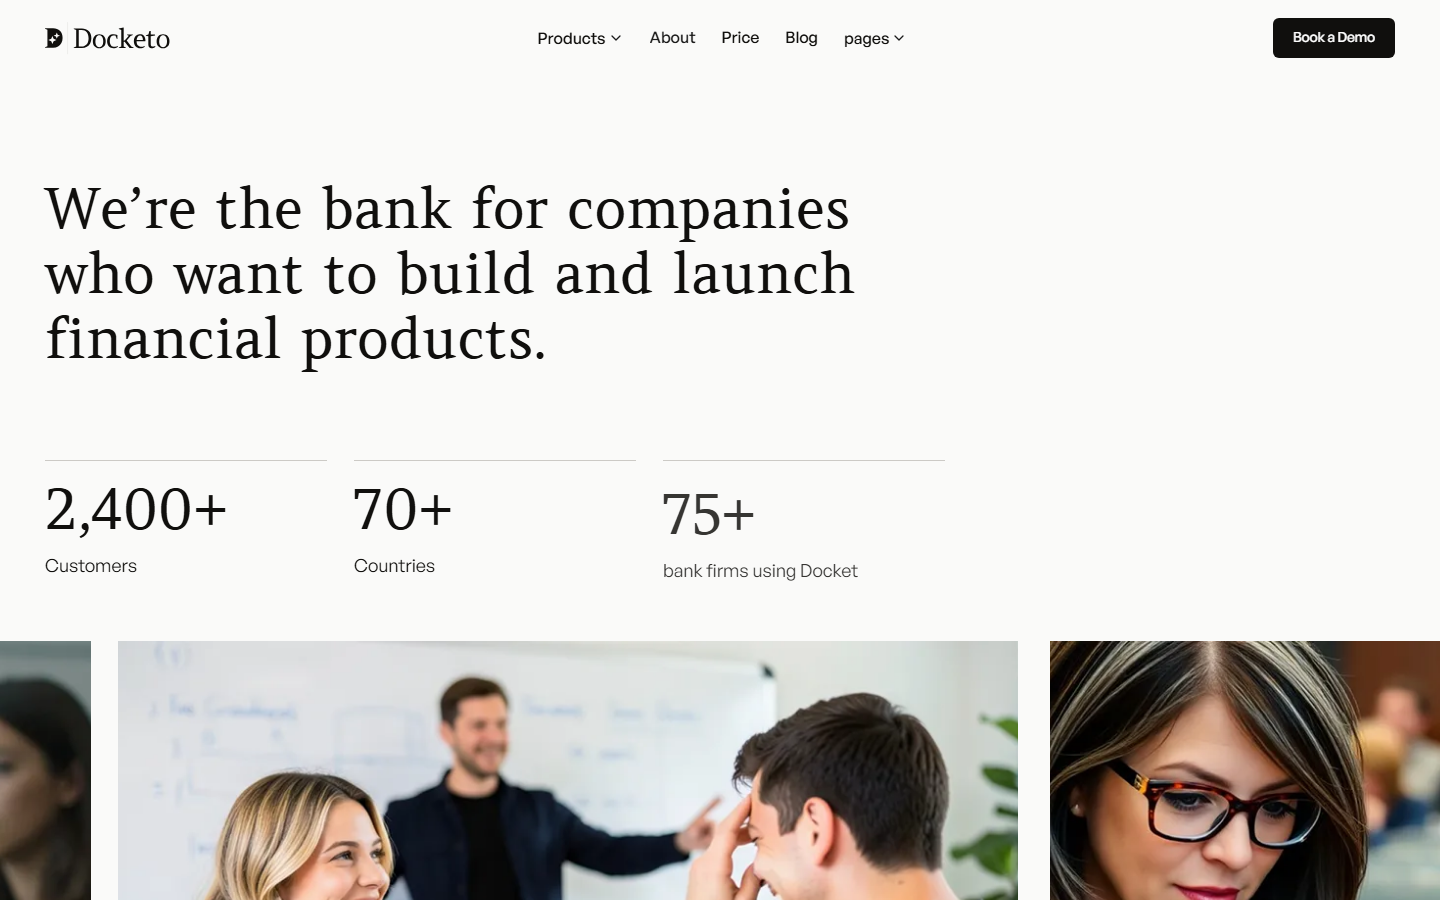 Docketo
Products
About
Price
Blog
pages
Book a Demo
We’re the bank for companies
who want to build and launch
financial products.
2,400+
Customers
70+
Countries
75+
bank firms using Docket